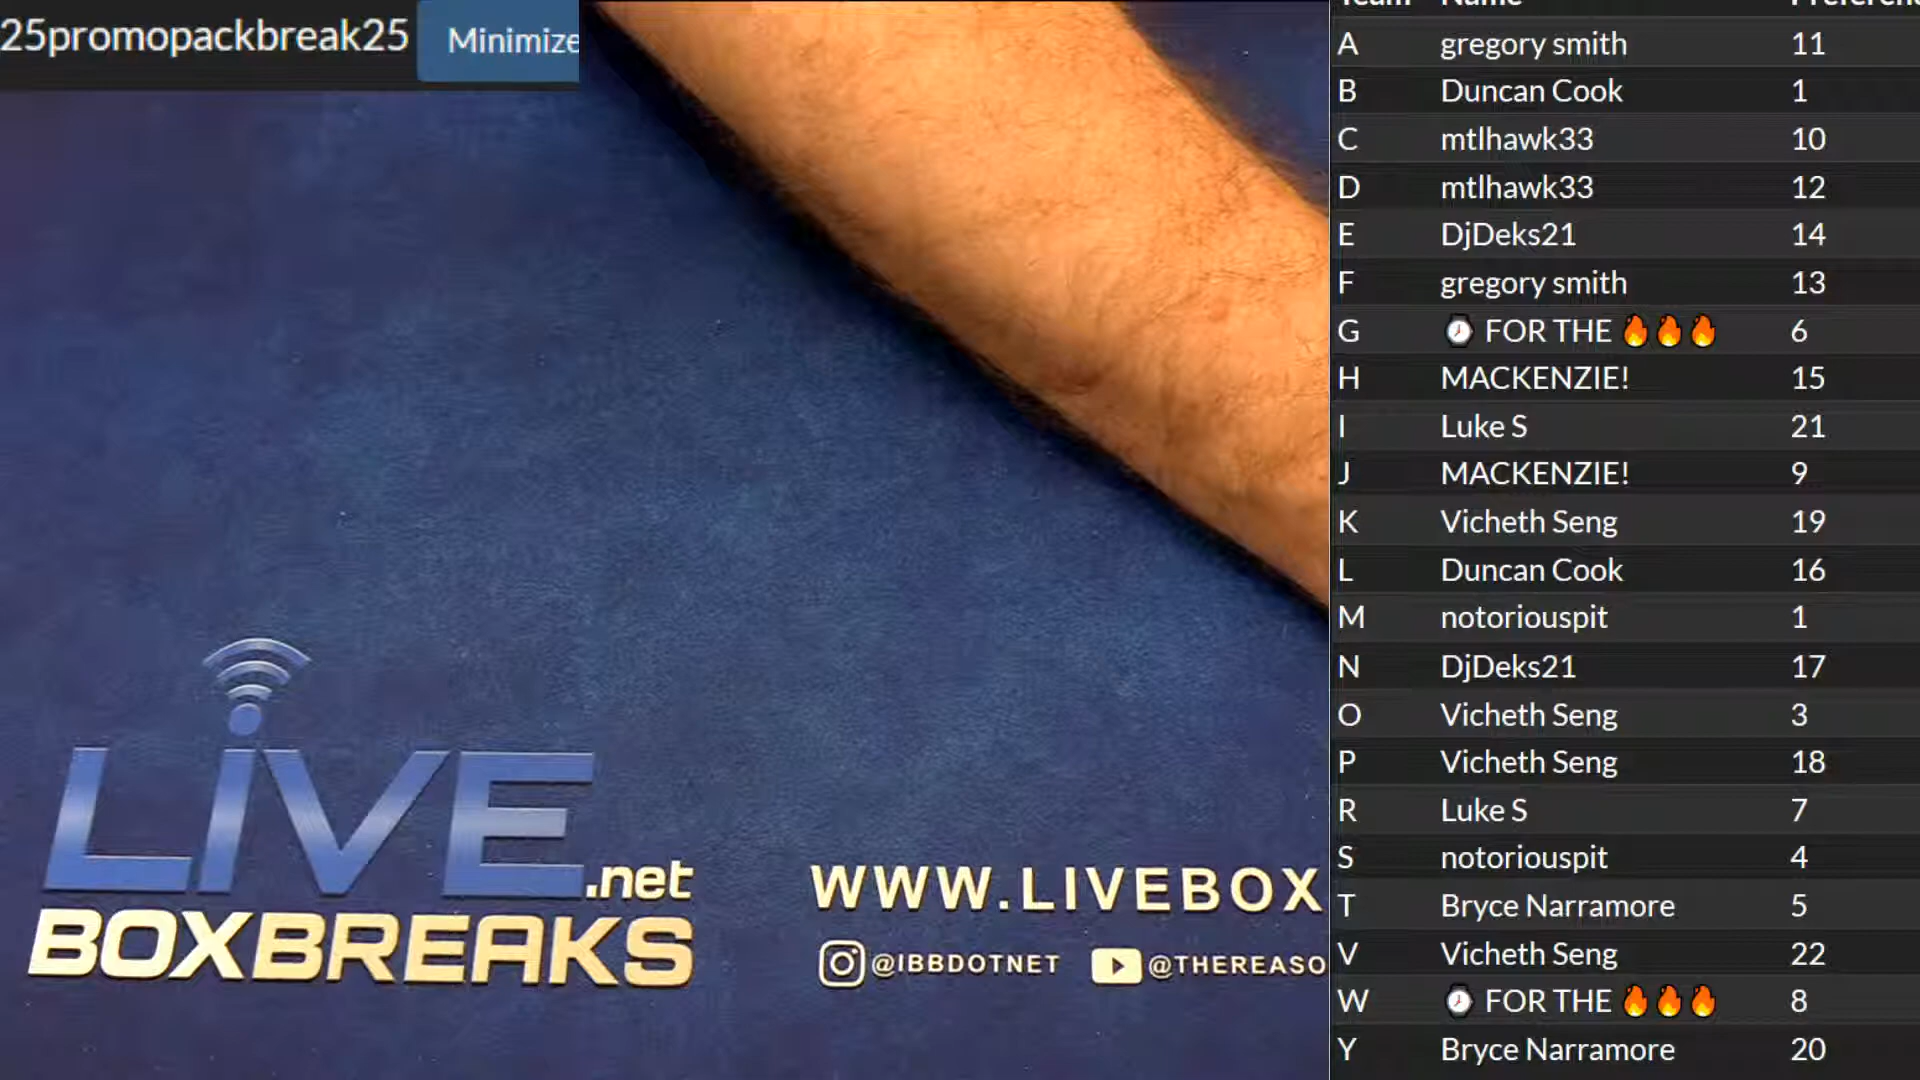 25promopackbreak25 Minimize
Team Name Preferenc
A gregory smith 11
B Duncan Cook 1
C mtlhawk33 10
D mtlhawk33 12
E DjDeks21 14
F gregory smith 13
G 🕐 FOR THE 🔥🔥🔥 6
H MACKENZIE! 15
I Luke S 21
J MACKENZIE! 9
K Vicheth Seng 19
L Duncan Cook 16
M notoriouspit 1
N DjDeks21 17
O Vicheth Seng 3
P Vicheth Seng 18
R Luke S 7
S notoriouspit 4
T Bryce Narramore 5
V Vicheth Seng 22
W 🕐 FOR THE 🔥🔥🔥 8
Y Bryce Narramore 20
LIVE.net
BOXBREAKS
WWW.LIVEBOX
@IBBDOTNET @THEREASO